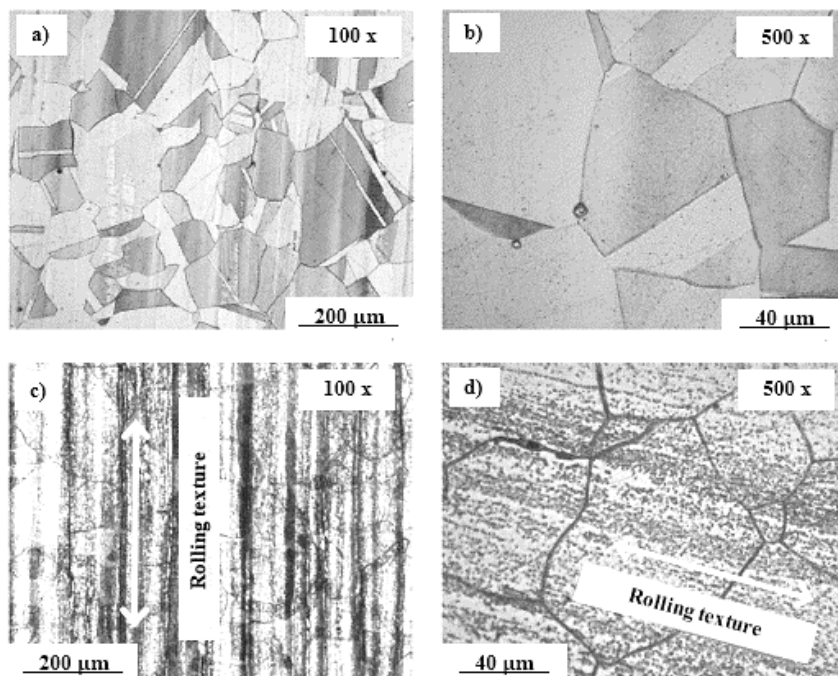 a)
100 x
200 µm
b)
500 x
40 µm
c)
100 x
Rolling texture
200 µm
d)
500 x
Rolling texture
40 µm